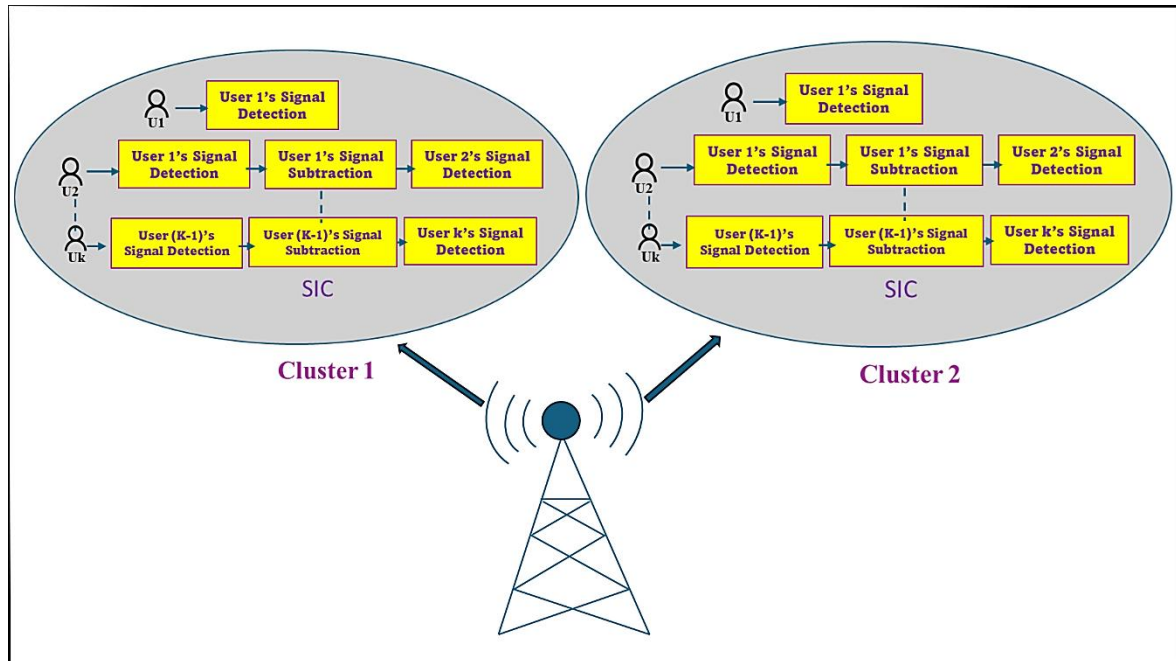 User 1's Signal
Detection
U1
User 1's Signal
Detection
User 1's Signal
Subtraction
User 2's Signal
Detection
U2
User (K-1)'s
Signal Detection
User (K-1)'s Signal
Subtraction
User k's Signal
Detection
Uk
SIC
Cluster 1
User 1's Signal
Detection
U1
User 1's Signal
Detection
User 1's Signal
Subtraction
User 2's Signal
Detection
U2
User (K-1)'s
Signal Detection
User (K-1)'s Signal
Subtraction
User k's Signal
Detection
Uk
SIC
Cluster 2